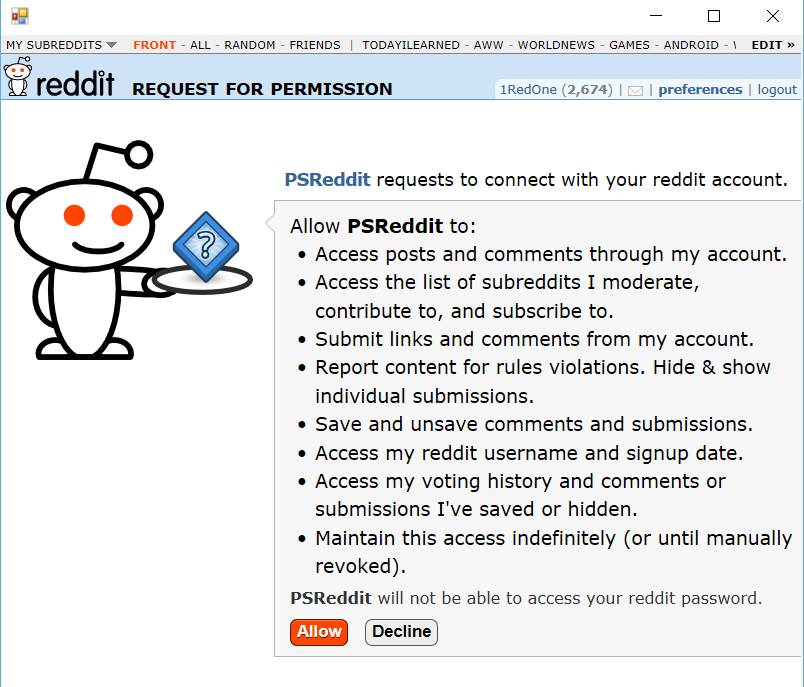 MY SUBREDDITS FRONT - ALL - RANDOM - FRIENDS | TODAYILEARNED - AWW - WORLDNEWS - GAMES - ANDROID - EDIT »
reddit REQUEST FOR PERMISSION 1RedOne (2,674) | | preferences | logout
PSReddit requests to connect with your reddit account.
?
Allow PSReddit to:
• Access posts and comments through my account.
• Access the list of subreddits I moderate,
contribute to, and subscribe to.
• Submit links and comments from my account.
• Report content for rules violations. Hide & show
individual submissions.
• Save and unsave comments and submissions.
• Access my reddit username and signup date.
• Access my voting history and comments or
submissions I've saved or hidden.
• Maintain this access indefinitely (or until manually
revoked).
PSReddit will not be able to access your reddit password.
Allow Decline